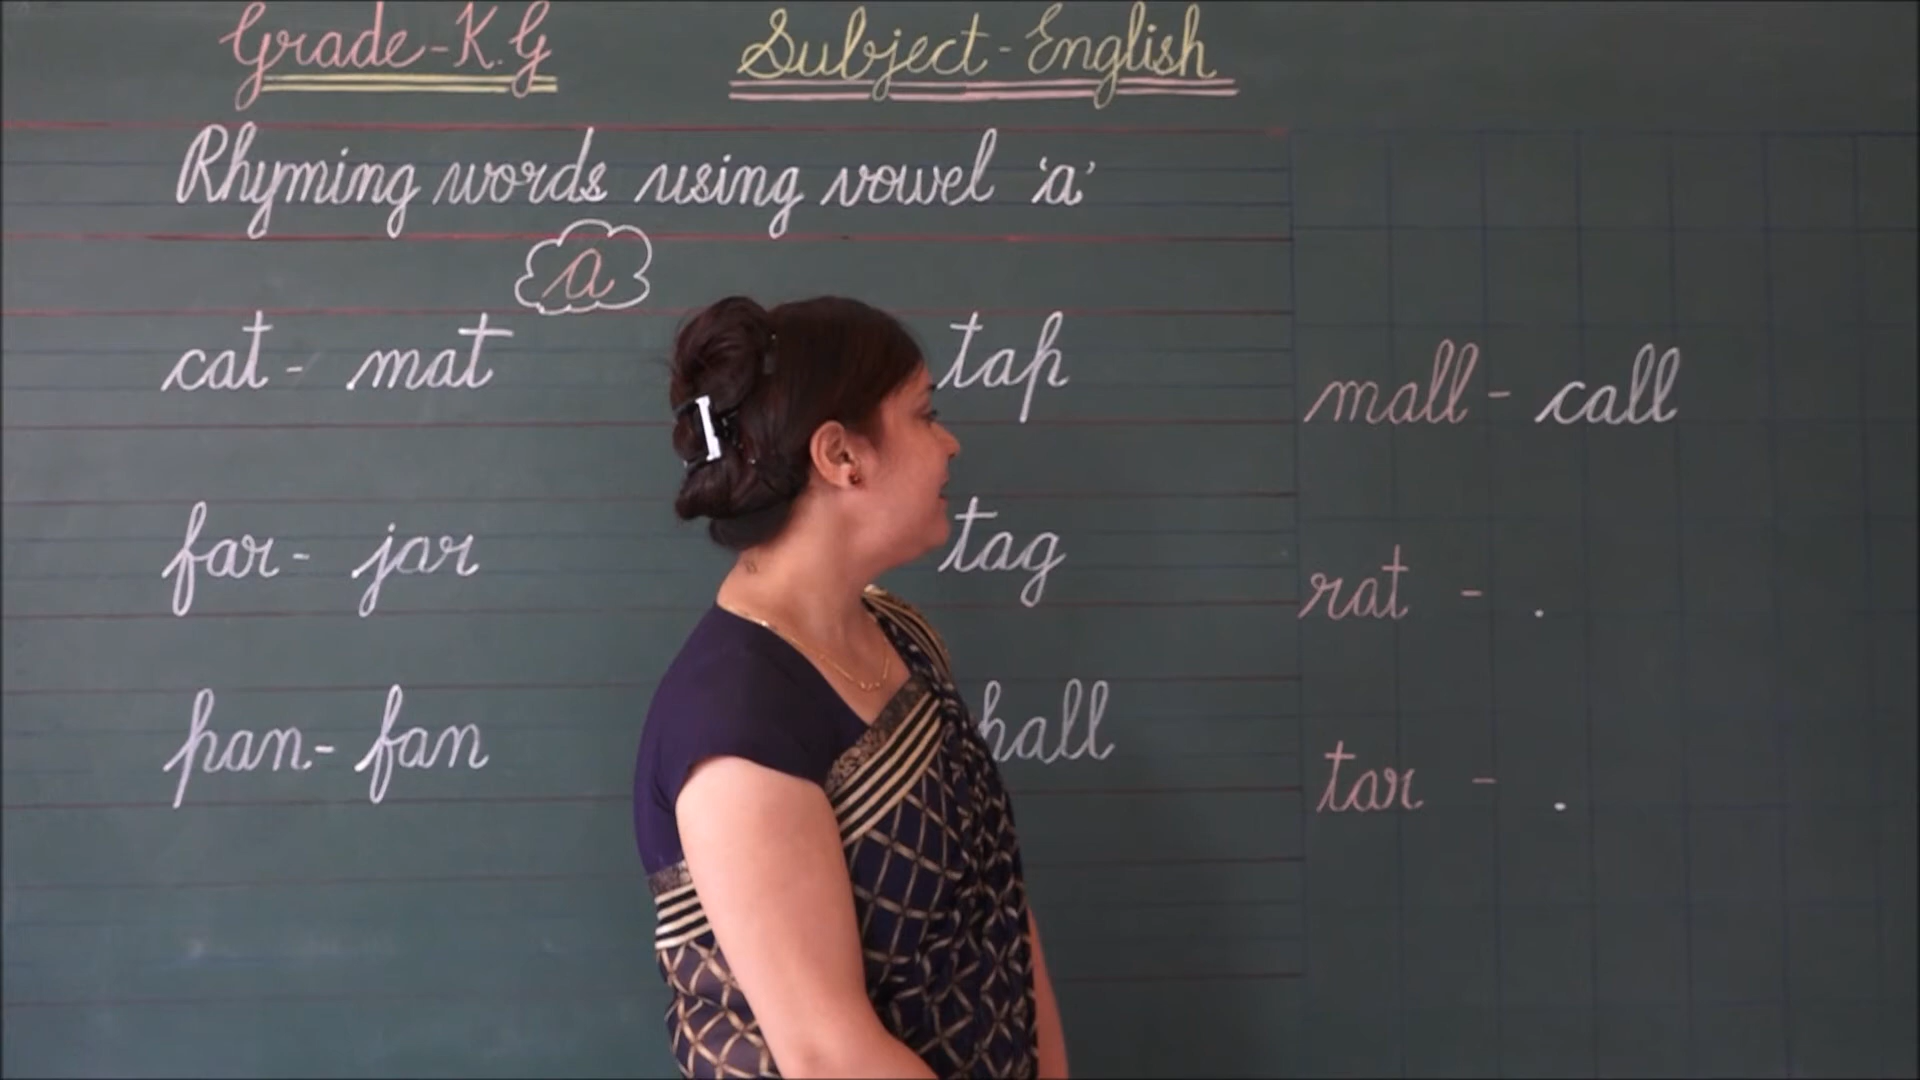 Grade-K.G Subject-English
Rhyming words using vowel 'a'
a
cat - mat tap mall - call
far - jar tag rat - .
pan - fan hall tar - .